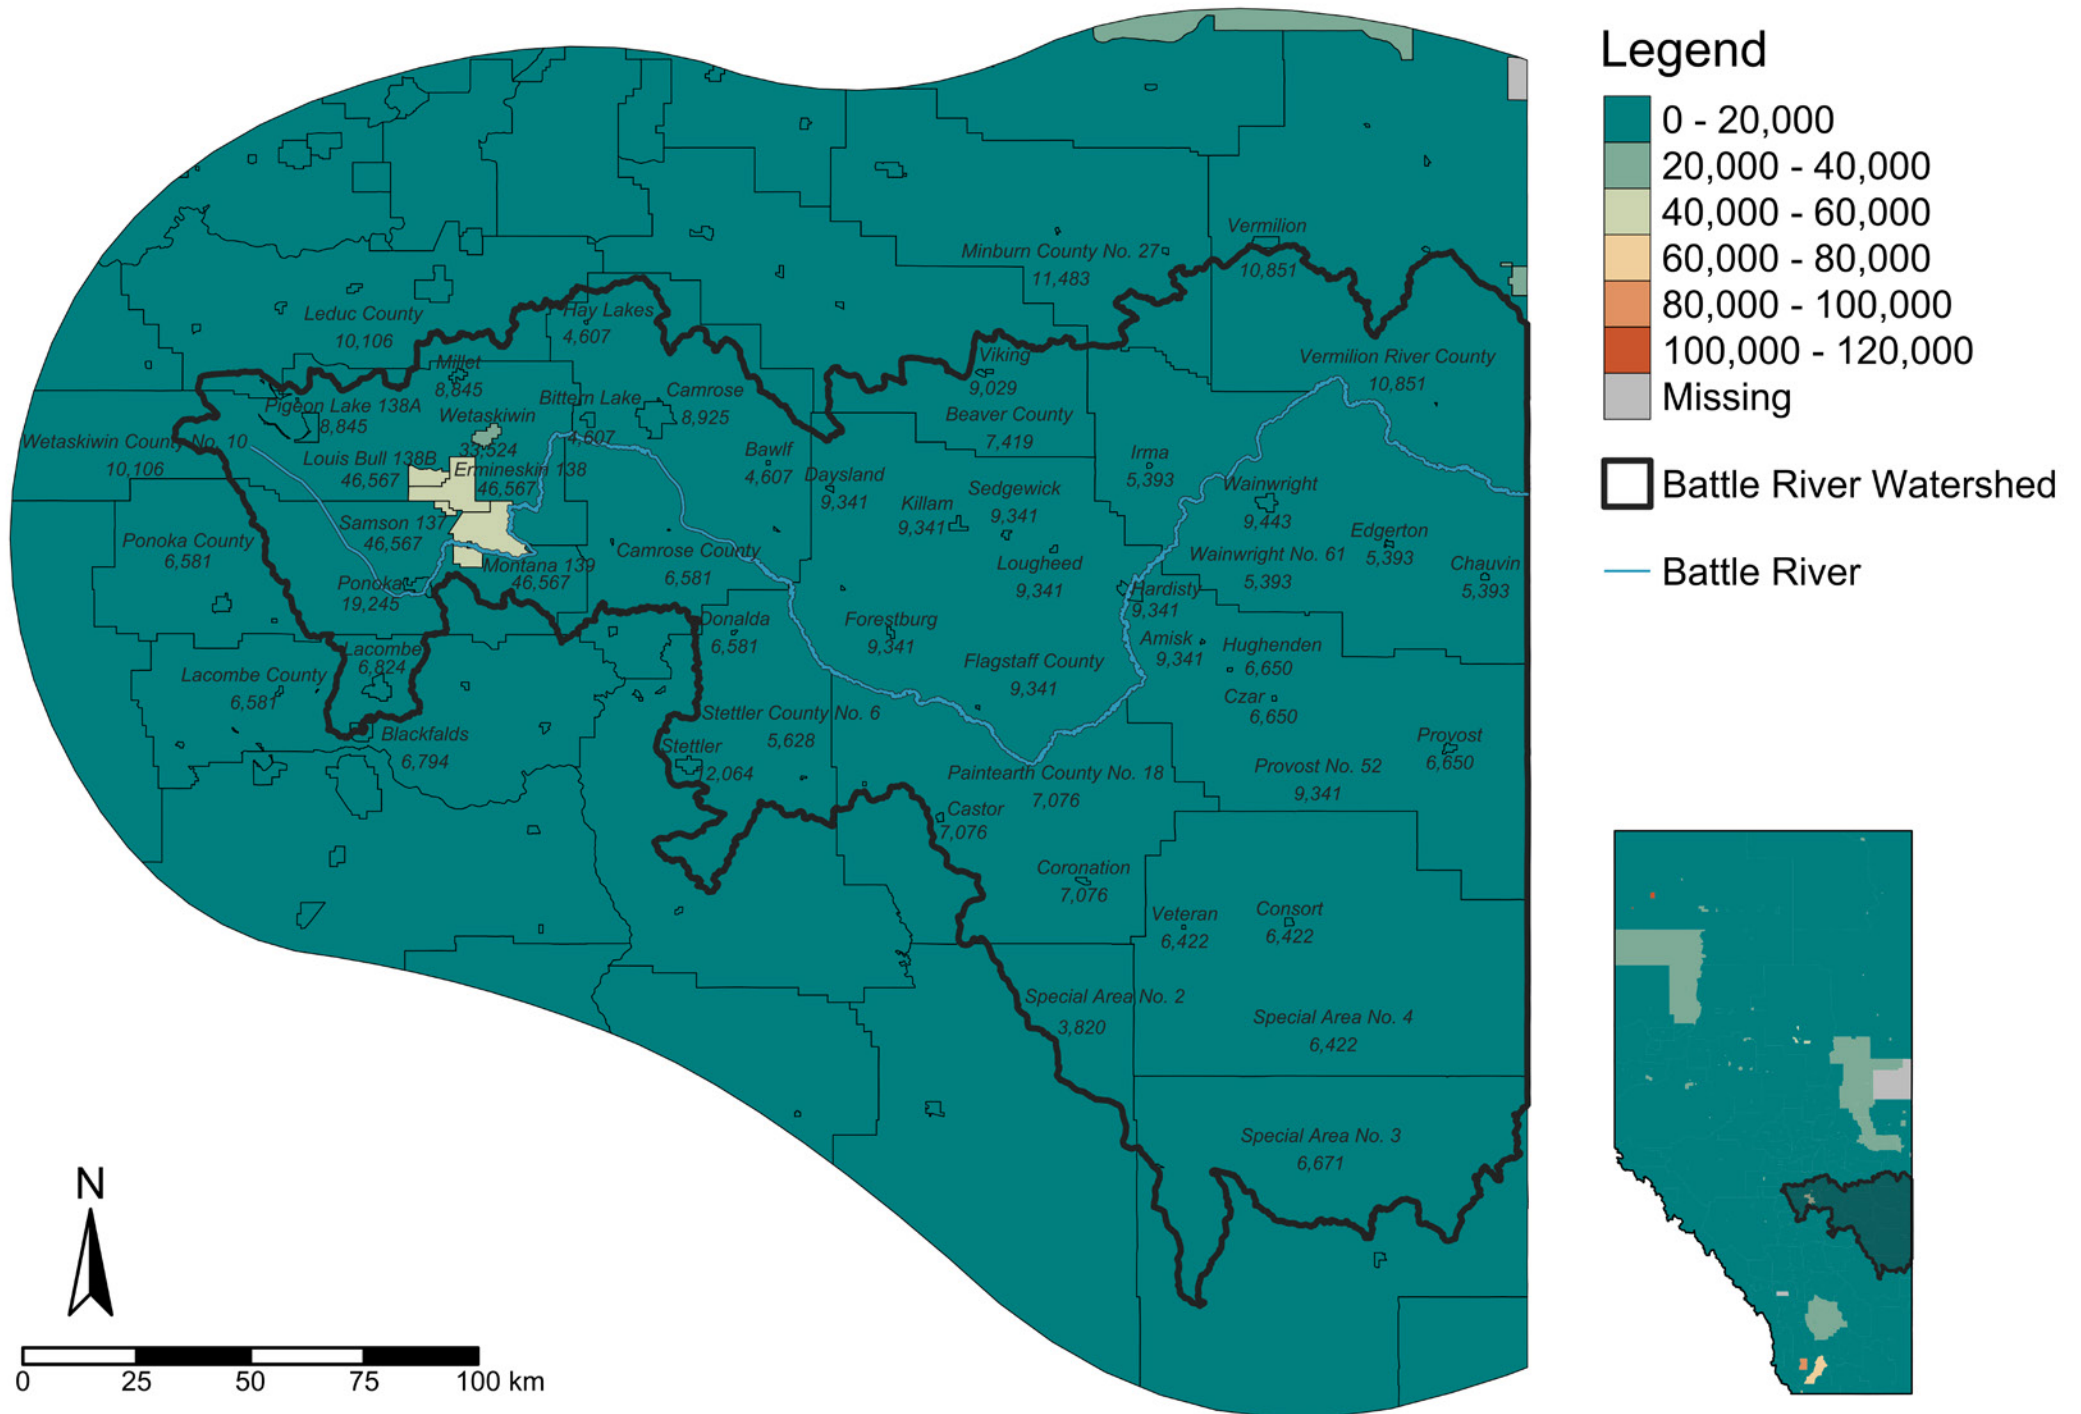 Legend
0 - 20,000
20,000 - 40,000
40,000 - 60,000
60,000 - 80,000
80,000 - 100,000
100,000 - 120,000
Missing
Battle River Watershed
Battle River
Vermilion
10,851
Minburn County No. 27
11,483
Leduc County
10,106
Hay Lakes
4,607
Viking
9,029
Vermilion River County
10,851
Millet
8,845
Pigeon Lake 138A
8,845
Bittern Lake
4,607
Camrose
8,925
Wetaskiwin
33,524
Beaver County
7,419
Wetaskiwin County No. 10
10,106
Louis Bull 138B
46,567
Ermineskin 138
46,567
Bawlf
4,607
Daysland
9,341
Irma
5,393
Killam
9,341
Sedgewick
9,341
Wainwright
9,443
Samson 137
46,567
Ponoka County
6,581
Camrose County
6,581
Montana 139
46,567
Lougheed
9,341
Wainwright No. 61
5,393
Edgerton
5,393
Chauvin
5,393
Ponoka
19,245
Hardisty
9,341
Donalda
6,581
Forestburg
9,341
Amisk
9,341
Hughenden
6,650
Lacombe
6,824
Lacombe County
6,581
Flagstaff County
9,341
Czar
6,650
Stettler County No. 6
5,628
Blackfalds
6,794
Stettler
12,064
Provost
6,650
Paintearth County No. 18
7,076
Provost No. 52
9,341
Castor
7,076
Coronation
7,076
Veteran
6,422
Consort
6,422
Special Area No. 2
3,820
Special Area No. 4
6,422
Special Area No. 3
6,671
N
0 25 50 75 100 km